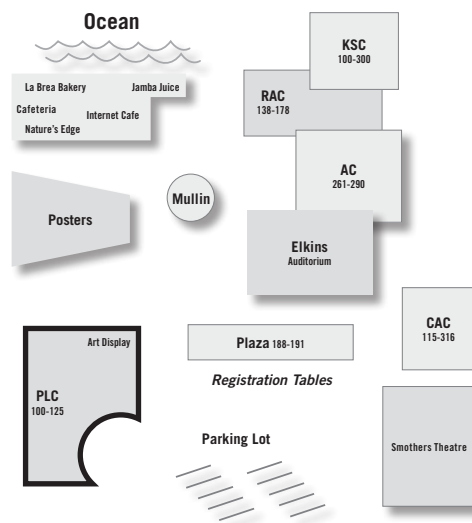 Ocean
KSC
100-300
La Brea Bakery
Jamba Juice
RAC
138-178
Cafeteria
Internet Cafe
Nature's Edge
AC
261-290
Mullin
Posters
Elkins
Auditorium
CAC
115-316
Art Display
Plaza 188-191
Registration Tables
PLC
100-125
Parking Lot
Smothers Theatre